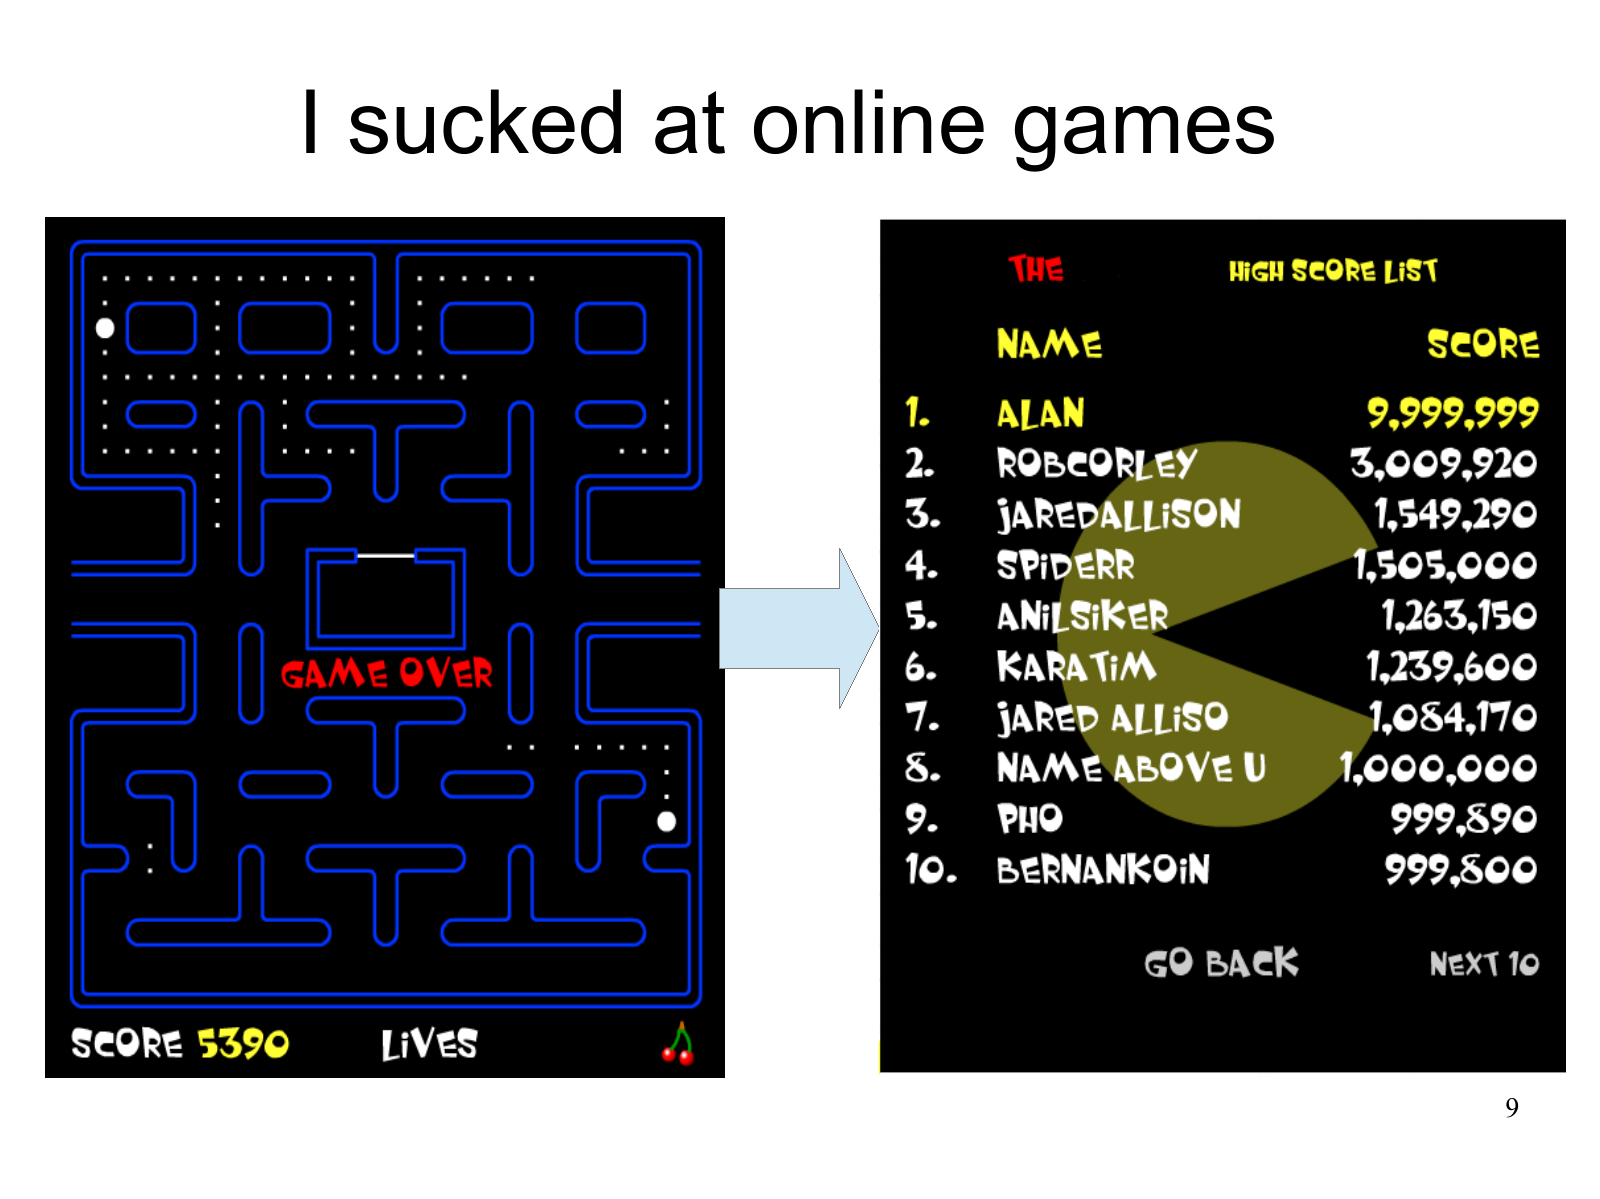 I sucked at online games
GAME OVER
SCORE 5390 LiVES
THE HiGH SCORE LiST
NAME SCORE
1. ALAN 9,999,999
2. ROBCORLEY 3,009,920
3. jAREDALLiSON 1,549,290
4. SPiDERR 1,505,000
5. ANiLSiKER 1,263,150
6. KARATiM 1,239,600
7. jARED ALLiSO 1,084,170
8. NAME ABOVE U 1,000,000
9. PHO 999,890
10. BERNANKOiN 999,800
GO BACK NEXT 10
9